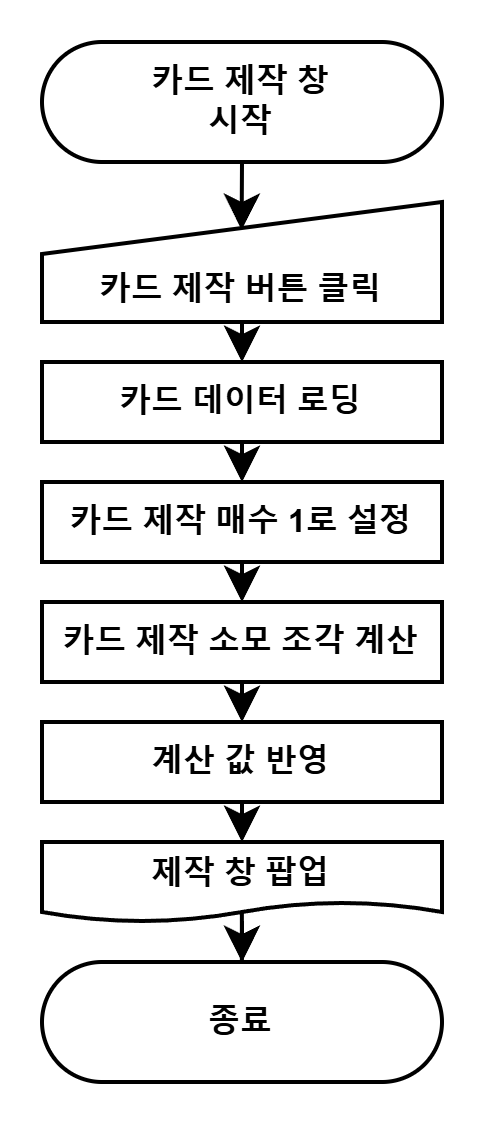 카드 제작 창
시작
카드 제작 버튼 클릭
카드 데이터 로딩
카드 제작 매수 1로 설정
카드 제작 소모 조각 계산
계산 값 반영
제작 창 팝업
종료